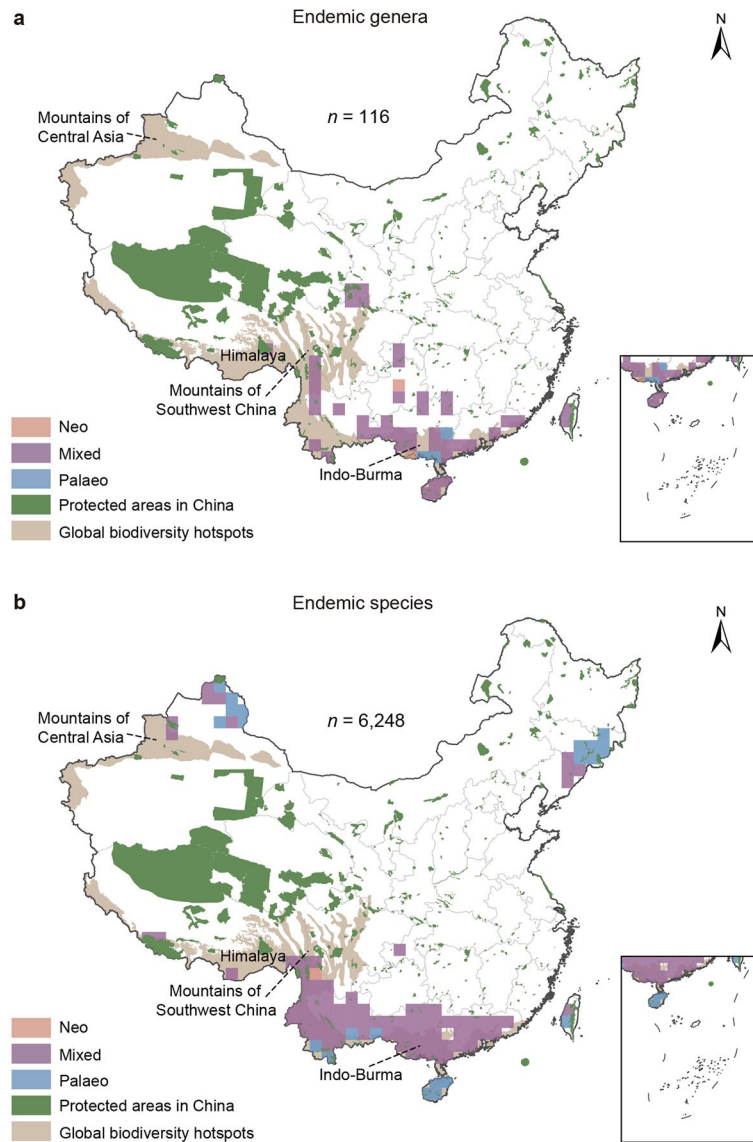 a
Endemic genera
N
Mountains of
Central Asia
n = 116
Himalaya
Mountains of
Southwest China
Indo-Burma
Neo
Mixed
Palaeo
Protected areas in China
Global biodiversity hotspots
b
Endemic species
N
Mountains of
Central Asia
n = 6,248
Himalaya
Mountains of
Southwest China
Indo-Burma
Neo
Mixed
Palaeo
Protected areas in China
Global biodiversity hotspots